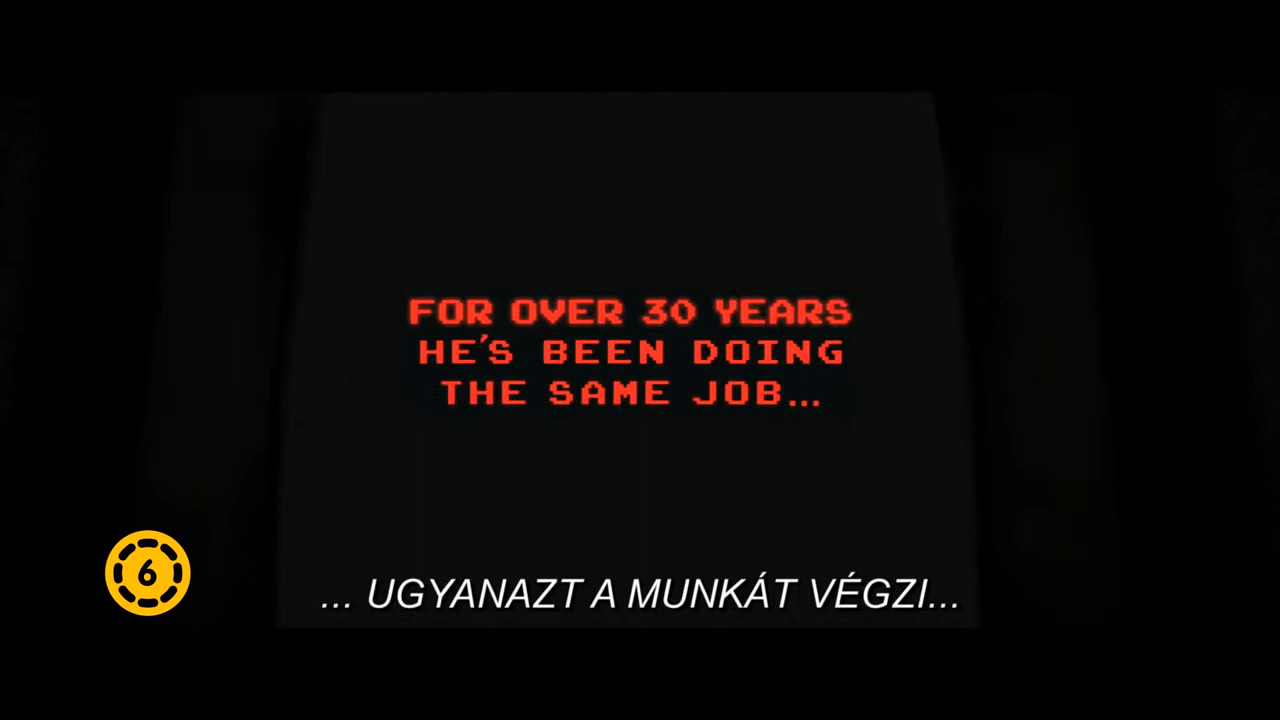 FOR OVER 30 YEARS
HE'S BEEN DOING
THE SAME JOB...
6
... UGYANAZT A MUNKÁT VÉGZI...